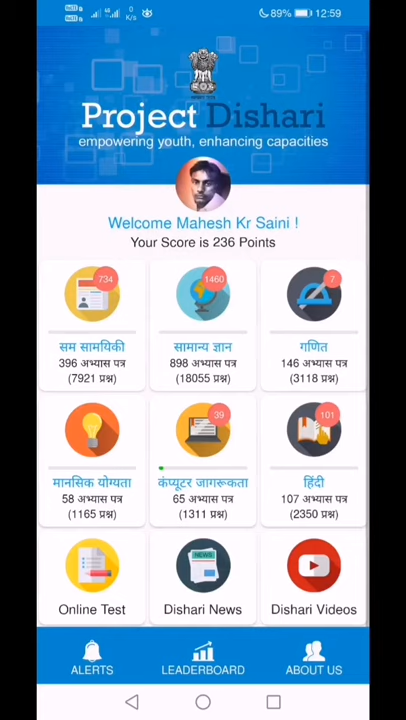 89% 12:59
Project Dishari
empowering youth, enhancing capacities
Welcome Mahesh Kr Saini !
Your Score is 236 Points
734
1460
7
सम सामयिकी
सामान्य ज्ञान
गणित
396 अभ्यास पत्र
898 अभ्यास पत्र
146 अभ्यास पत्र
(7921 प्रश्न)
(18055 प्रश्न)
(3118 प्रश्न)
39
101
मानसिक योग्यता
कंप्यूटर जागरूकता
हिंदी
58 अभ्यास पत्र
65 अभ्यास पत्र
107 अभ्यास पत्र
(1165 प्रश्न)
(1311 प्रश्न)
(2350 प्रश्न)
NEWS
Online Test
Dishari News
Dishari Videos
ALERTS
LEADERBOARD
ABOUT US